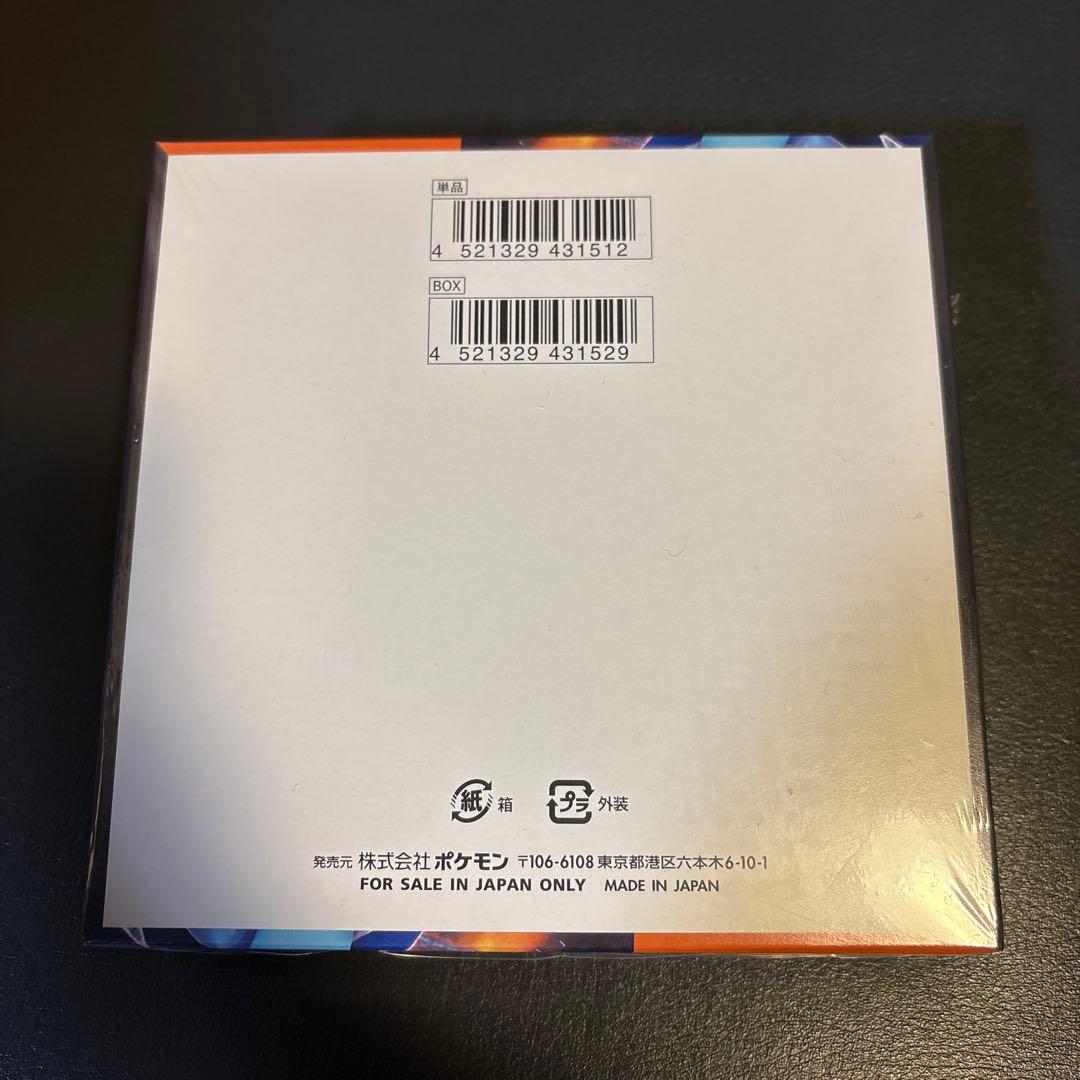 単品
4 521329 431512
BOX
4 521329 431529
紙 箱 プラ 外装
発売元 株式会社 ポケモン 〒106-6108 東京都港区六本木6-10-1
FOR SALE IN JAPAN ONLY MADE IN JAPAN